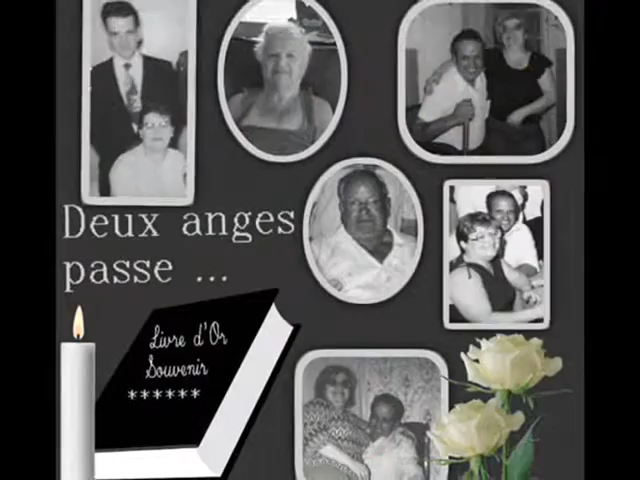 Deux anges
passe ...
Livre d'Or
Souvenir
******